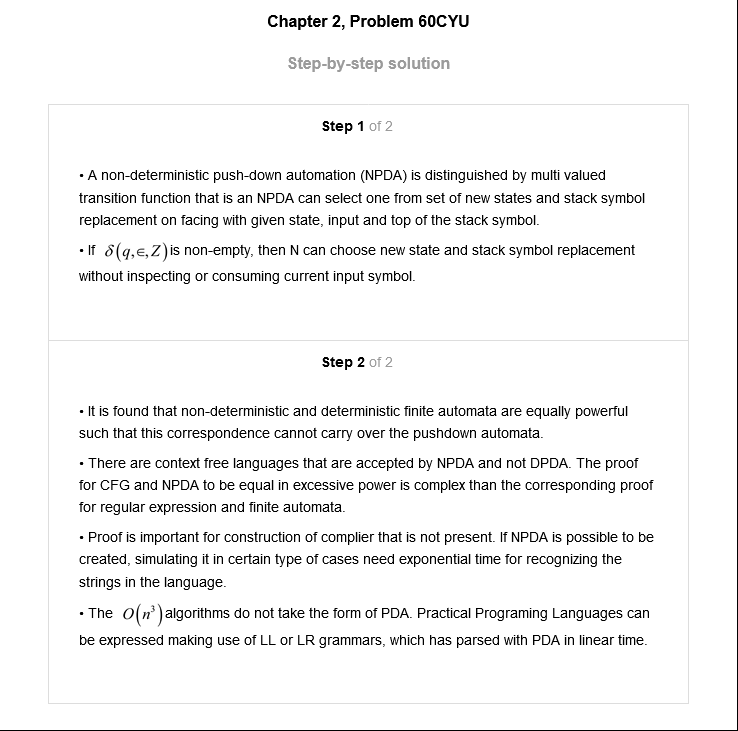 Chapter 2, Problem 60CYU
Step-by-step solution
Step 1 of 2
• A non-deterministic push-down automation (NPDA) is distinguished by multi valued
transition function that is an NPDA can select one from set of new states and stack symbol
replacement on facing with given state, input and top of the stack symbol.
• If δ(q,∈,Z) is non-empty, then N can choose new state and stack symbol replacement
without inspecting or consuming current input symbol.
Step 2 of 2
• It is found that non-deterministic and deterministic finite automata are equally powerful
such that this correspondence cannot carry over the pushdown automata.
• There are context free languages that are accepted by NPDA and not DPDA. The proof
for CFG and NPDA to be equal in excessive power is complex than the corresponding proof
for regular expression and finite automata.
• Proof is important for construction of complier that is not present. If NPDA is possible to be
created, simulating it in certain type of cases need exponential time for recognizing the
strings in the language.
• The O(n³) algorithms do not take the form of PDA. Practical Programing Languages can
be expressed making use of LL or LR grammars, which has parsed with PDA in linear time.